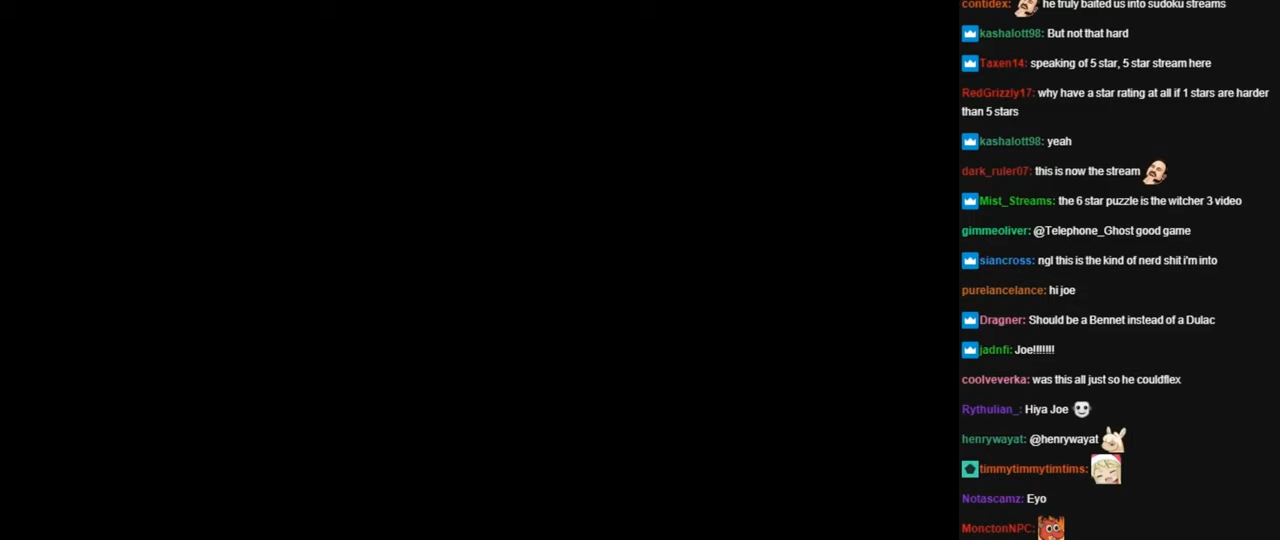 contidex: he truly baited us into sudoku streams
kashalott98: But not that hard
Taxen14: speaking of 5 star, 5 star stream here
RedGrizzly17: why have a star rating at all if 1 stars are harder
than 5 stars
kashalott98: yeah
dark_ruler07: this is now the stream
Mist_Streams: the 6 star puzzle is the witcher 3 video
gimmeoliver: @Telephone_Ghost good game
siancross: ngl this is the kind of nerd shit i'm into
purelancelance: hi joe
Dragner: Should be a Bennet instead of a Dulac
jadnfi: Joe!!!!!!!
coolveverka: was this all just so he couldflex
Rythulian_: Hiya Joe
henrywayat: @henrywayat
timmytimmytimtims:
Notascamz: Eyo
MonctonNPC: